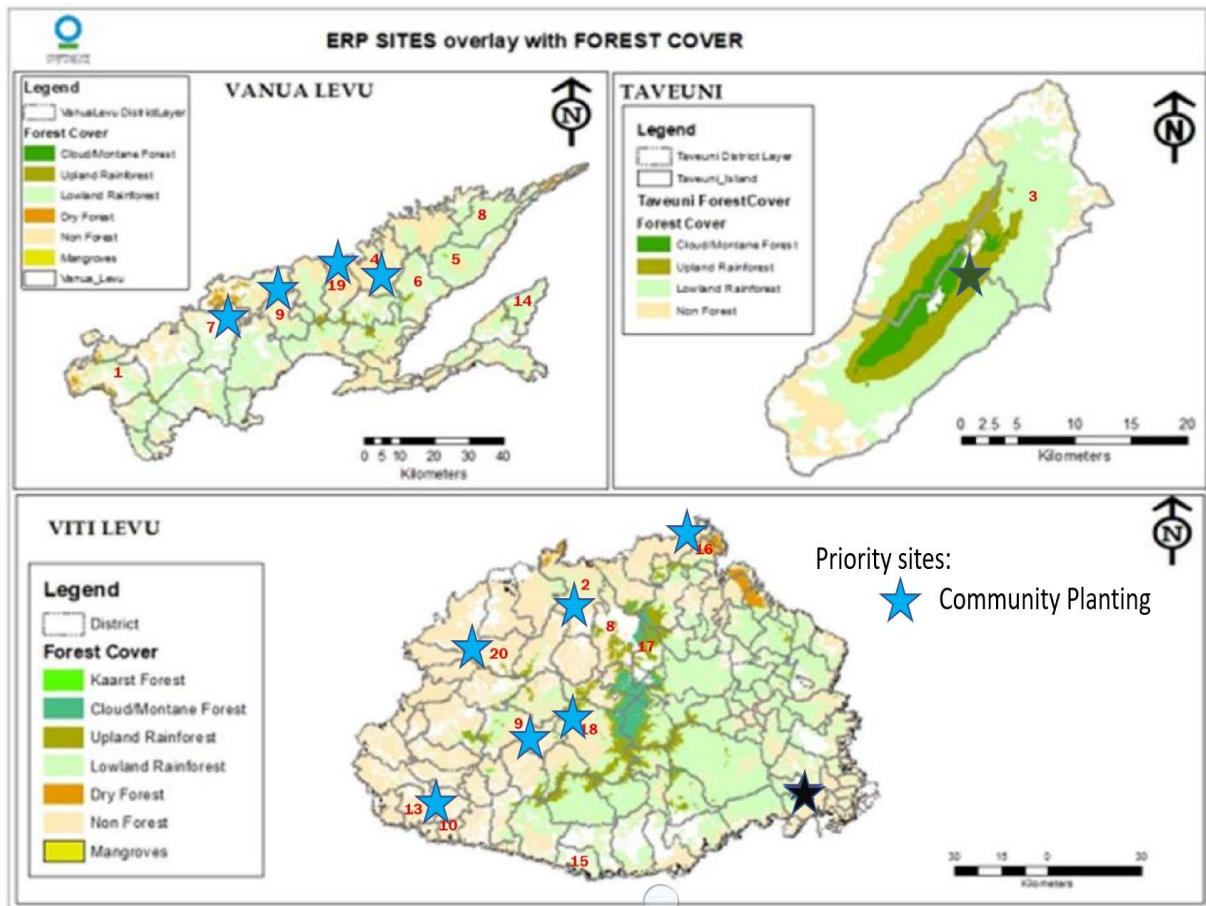 ERP SITES overlay with FOREST COVER
VANUA LEVU
Legend
VanuaLevu DistrictLayer
Forest Cover
Cloud/Montane Forest
Upland Rainforest
Lowland Rainforest
Dry Forest
Non Forest
Mangroves
Vanua_Levu
N
8
4
5
19
6
9
14
7
1
0 5 10 20 30 40
Kilometers
TAVEUNI
Legend
Taveuni District Layer
Taveuni_Island
Taveuni ForestCover
Forest Cover
Cloud/Montane Forest
Upland Rainforest
Lowland Rainforest
Non Forest
N
3
0 2.5 5 10 15 20
Kilometers
VITI LEVU
Legend
District
Forest Cover
Kaarst Forest
Cloud/Montane Forest
Upland Rainforest
Lowland Rainforest
Dry Forest
Non Forest
Mangroves
16
2
8
17
20
9
18
13
10
15
N
Priority sites:
Community Planting
30 15 0 30
Kilometers